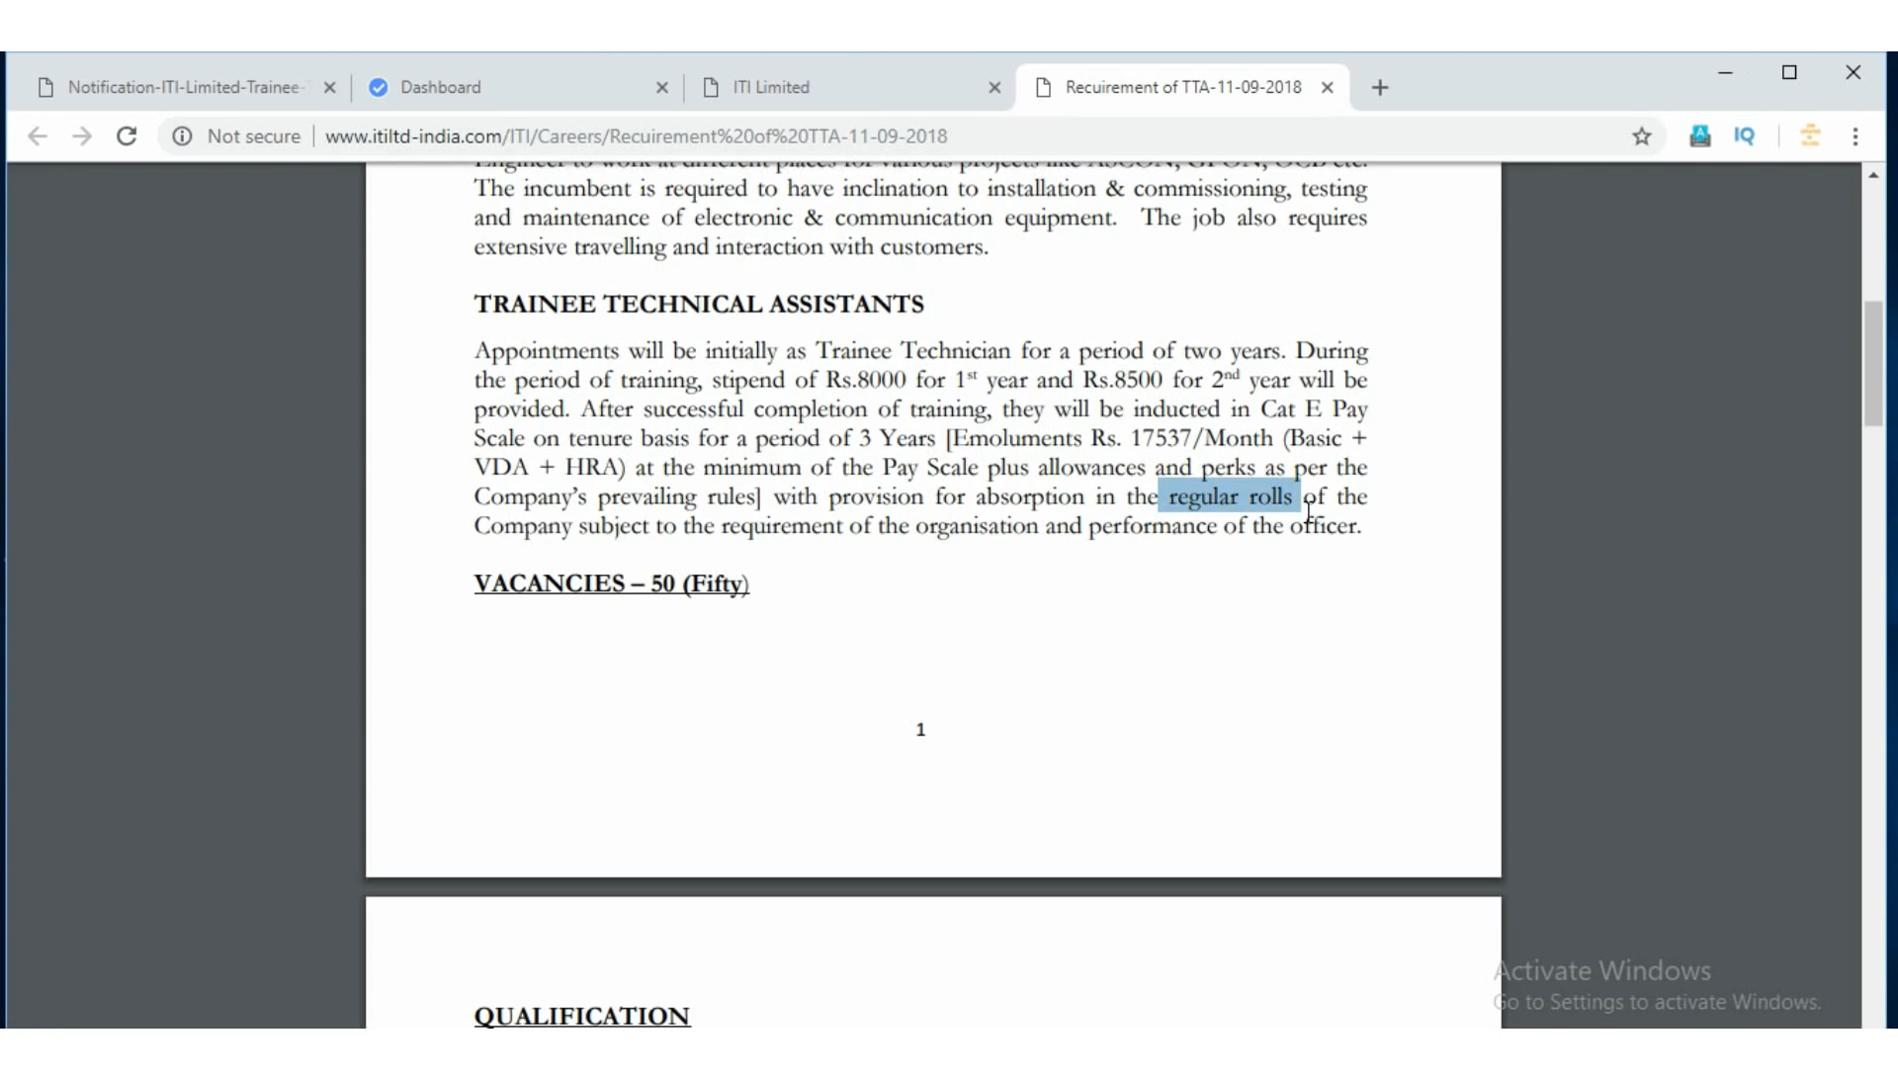 Notification-ITI-Limited-Trainee-
Dashboard
ITI Limited
Recuirement of TTA-11-09-2018
Not secure
www.itiltd-india.com/ITI/Careers/Recuirement%20of%20TTA-11-09-2018
IQ
Engineer to work at different places for various projects like ASCON, GPON, OCB etc.
The incumbent is required to have inclination to installation & commissioning, testing
and maintenance of electronic & communication equipment. The job also requires
extensive travelling and interaction with customers.
TRAINEE TECHNICAL ASSISTANTS
Appointments will be initially as Trainee Technician for a period of two years. During
the period of training, stipend of Rs.8000 for 1st year and Rs.8500 for 2nd year will be
provided. After successful completion of training, they will be inducted in Cat E Pay
Scale on tenure basis for a period of 3 Years [Emoluments Rs. 17537/Month (Basic +
VDA + HRA) at the minimum of the Pay Scale plus allowances and perks as per the
Company's prevailing rules] with provision for absorption in the regular rolls of the
Company subject to the requirement of the organisation and performance of the officer.
VACANCIES – 50 (Fifty)
1
QUALIFICATION
Activate Windows
Go to Settings to activate Windows.